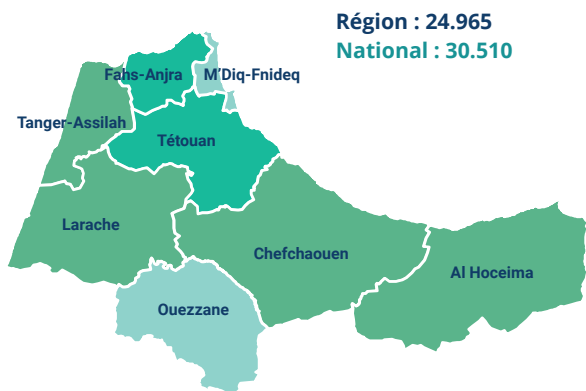 Région : 24.965
National : 30.510
Fahs-Anjra
M'Diq-Fnideq
Tanger-Assilah
Tétouan
Larache
Chefchaouen
Al Hoceima
Ouezzane